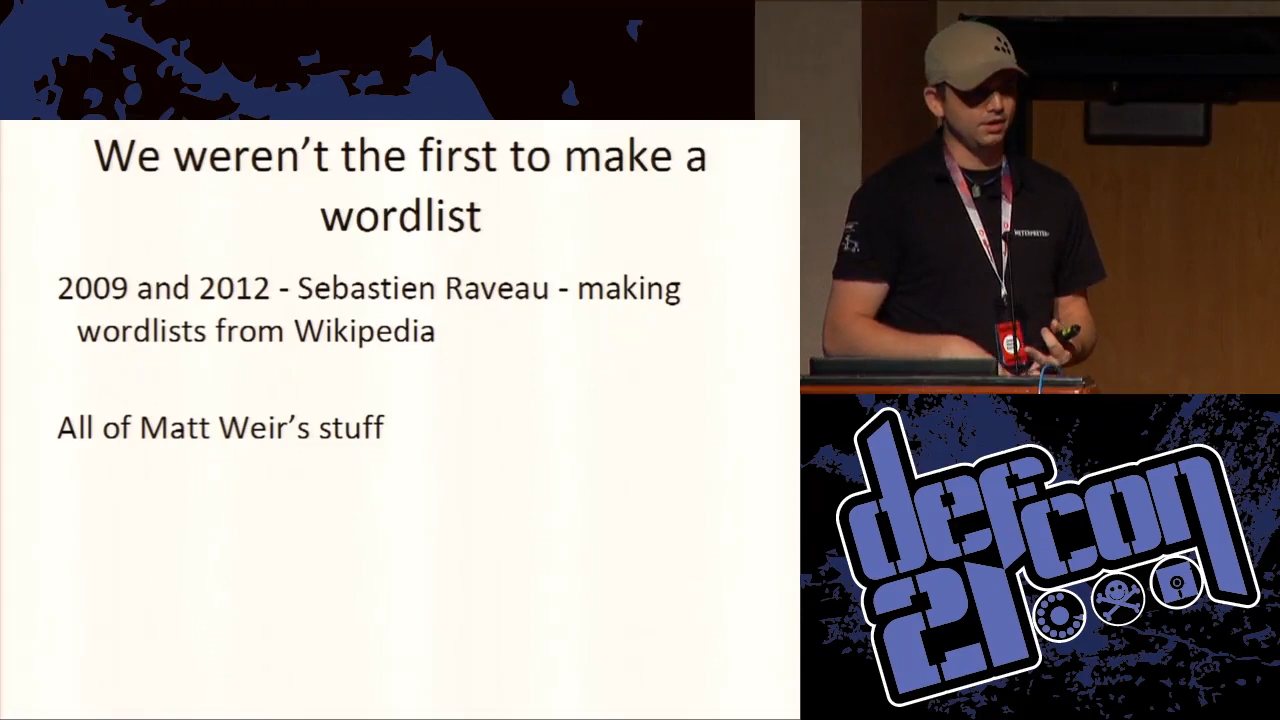 We weren't the first to make a
wordlist
2009 and 2012 - Sebastien Raveau - making
wordlists from Wikipedia
All of Matt Weir's stuff
METERPRETER
defcon
21